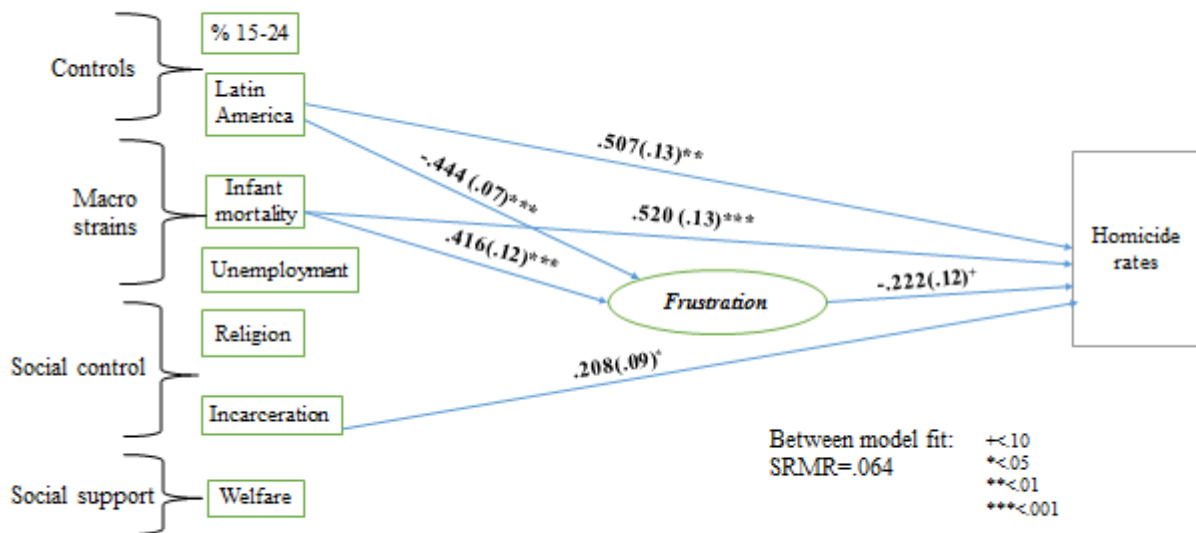 % 15-24
Controls
Latin
America
.507(.13)**
-.444 (.07)***
Macro
strains
Infant
mortality
.520 (.13)***
.416(.12)***
Homicide
rates
Unemployment
Frustration
-.222(.12)+
Religion
Social control
.208(.09)*
Incarceration
Between model fit:
SRMR=.064
+<.10
*<.05
**<.01
***<.001
Social support
Welfare